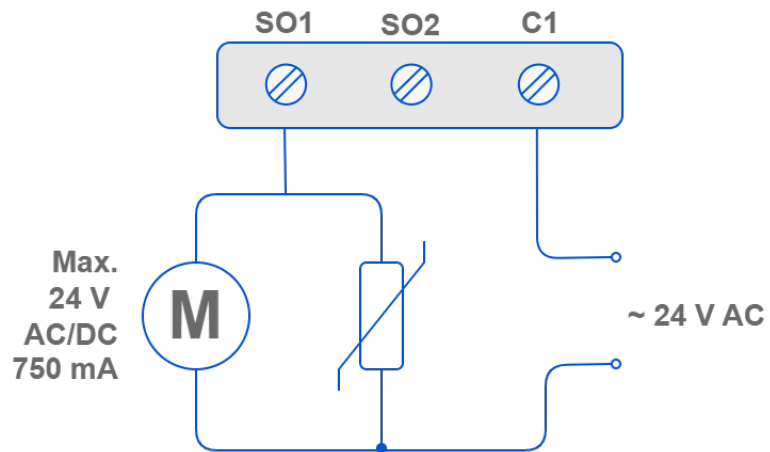 SO1 SO2 C1
Max.
24 V
AC/DC
750 mA
M
~ 24 V AC